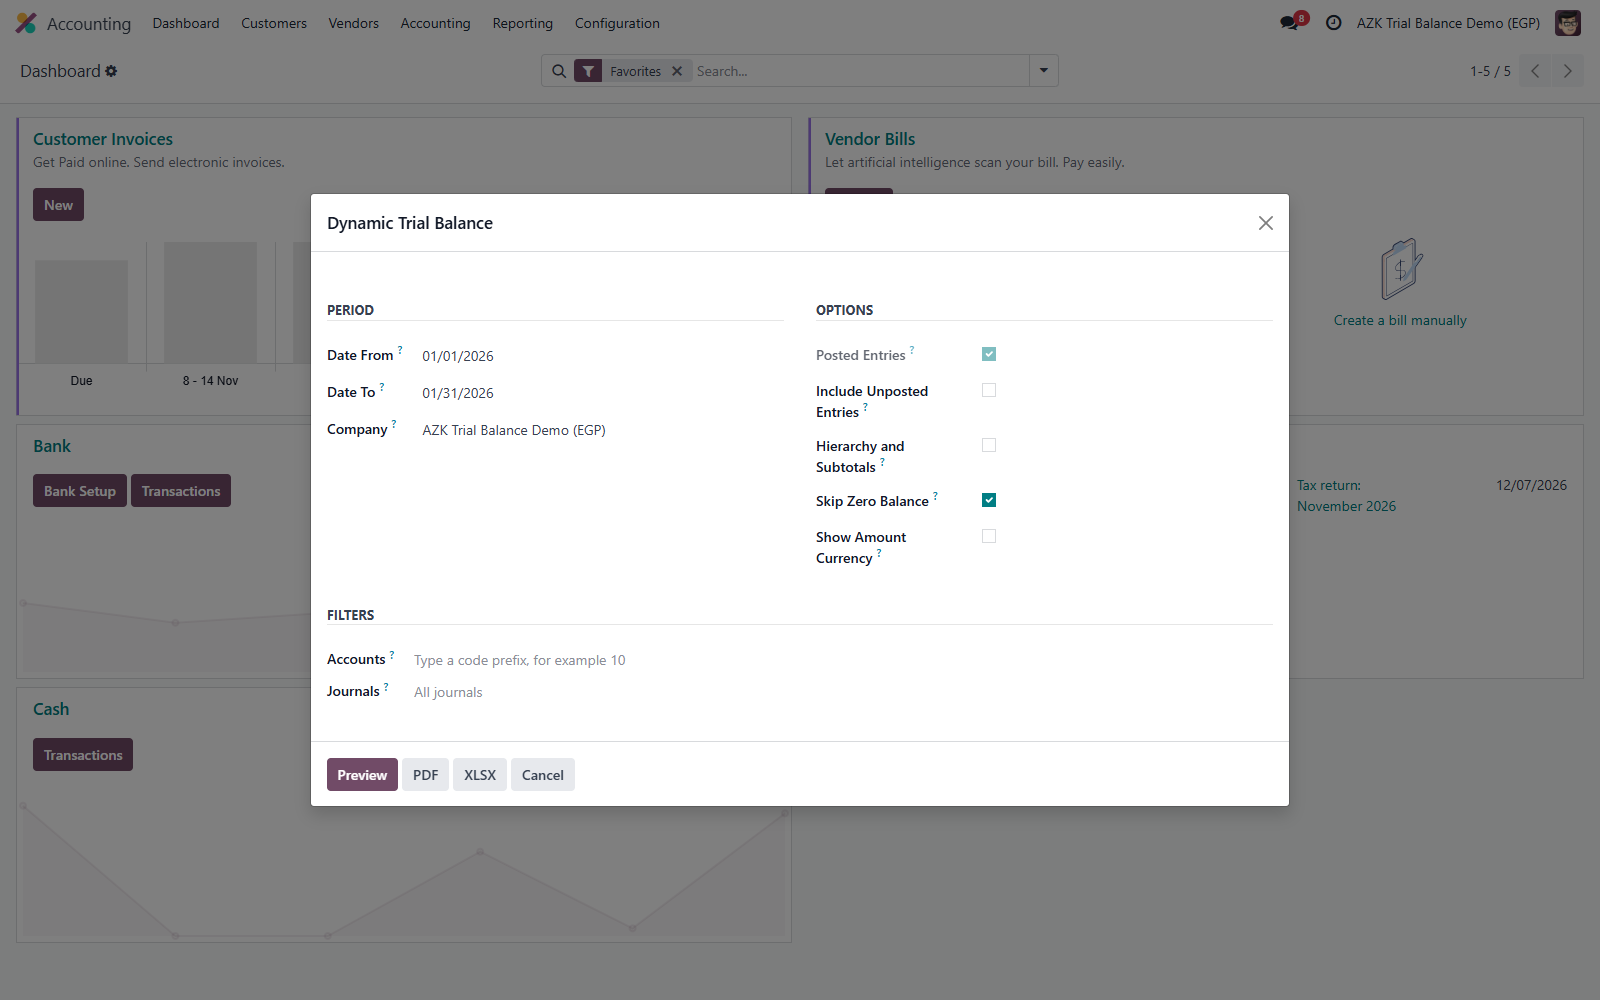 Accounting
Dashboard
Customers
Vendors
Accounting
Reporting
Configuration
8
AZK Trial Balance Demo (EGP)
Dashboard
Favorites
Search...
1-5 / 5
Customer Invoices
Get Paid online. Send electronic invoices.
New
Due
8 - 14 Nov
Vendor Bills
Let artificial intelligence scan your bill. Pay easily.
Create a bill manually
Bank
Bank Setup
Transactions
Tax return:
November 2026
12/07/2026
Cash
Transactions
Dynamic Trial Balance
PERIOD
Date From ?
01/01/2026
Date To ?
01/31/2026
Company ?
AZK Trial Balance Demo (EGP)
OPTIONS
Posted Entries ?
Include Unposted
Entries ?
Hierarchy and
Subtotals ?
Skip Zero Balance ?
Show Amount
Currency ?
FILTERS
Accounts ?
Type a code prefix, for example 10
Journals ?
All journals
Preview
PDF
XLSX
Cancel